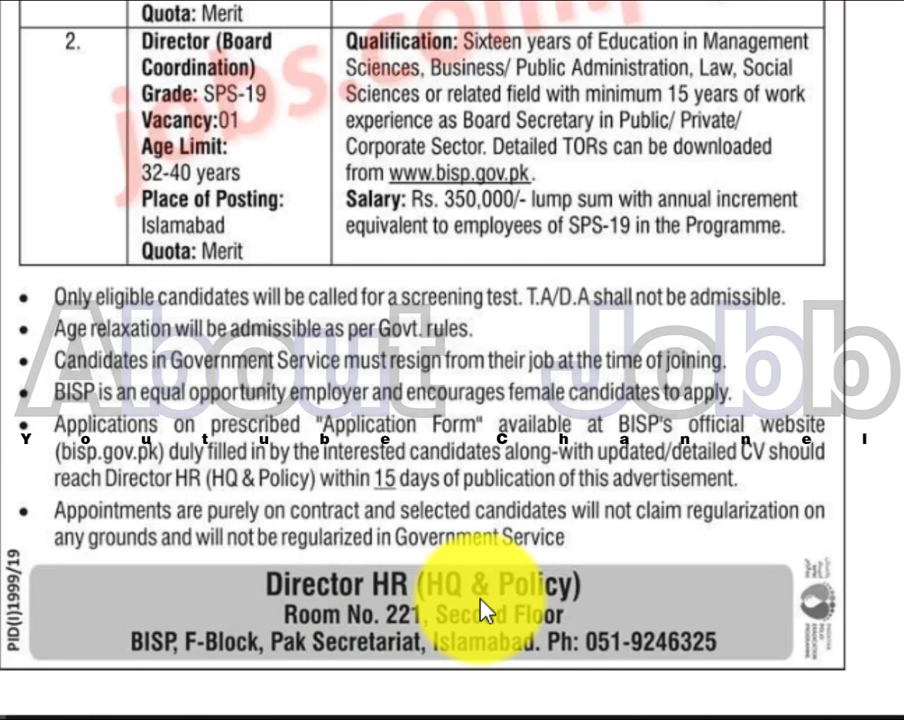 Quota: Merit
2.
Director (Board
Coordination)
Grade: SPS-19
Vacancy:01
Age Limit:
32-40 years
Place of Posting:
Islamabad
Quota: Merit
Qualification: Sixteen years of Education in Management
Sciences, Business/ Public Administration, Law, Social
Sciences or related field with minimum 15 years of work
experience as Board Secretary in Public/ Private/
Corporate Sector. Detailed TORs can be downloaded
from www.bisp.gov.pk.
Salary: Rs. 350,000/- lump sum with annual increment
equivalent to employees of SPS-19 in the Programme.
jobs.com.p
• Only eligible candidates will be called for a screening test. T.A/D.A shall not be admissible.
• Age relaxation will be admissible as per Govt. rules.
• Candidates in Government Service must resign from their job at the time of joining.
• BISP is an equal opportunity employer and encourages female candidates to apply.
• Applications on prescribed "Application Form" available at BISP's official website
(bisp.gov.pk) duly filled in by the interested candidates along-with updated/detailed CV should
reach Director HR (HQ & Policy) within 15 days of publication of this advertisement.
• Appointments are purely on contract and selected candidates will not claim regularization on
any grounds and will not be regularized in Government Service
About Jobb
Youtube Channel
PID(I)1999/19
Director HR (HQ & Policy)
Room No. 221, Second Floor
BISP, F-Block, Pak Secretariat, Islamabad. Ph: 051-9246325